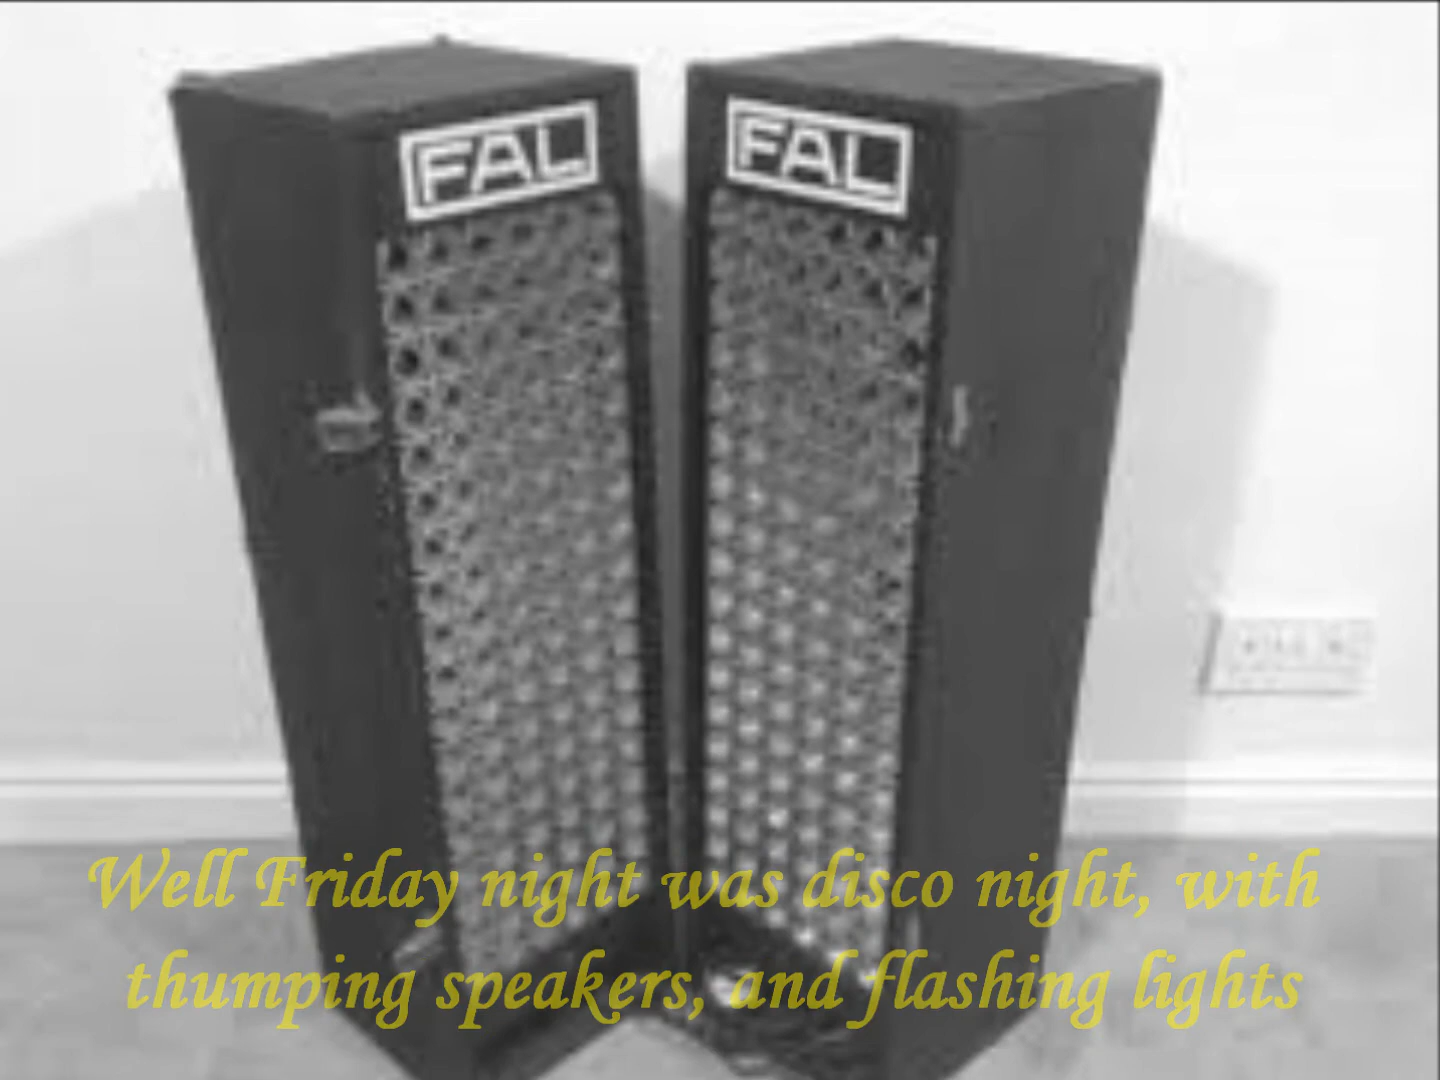 FAL
FAL
Well Friday night was disco night, with
thumping speakers, and flashing lights